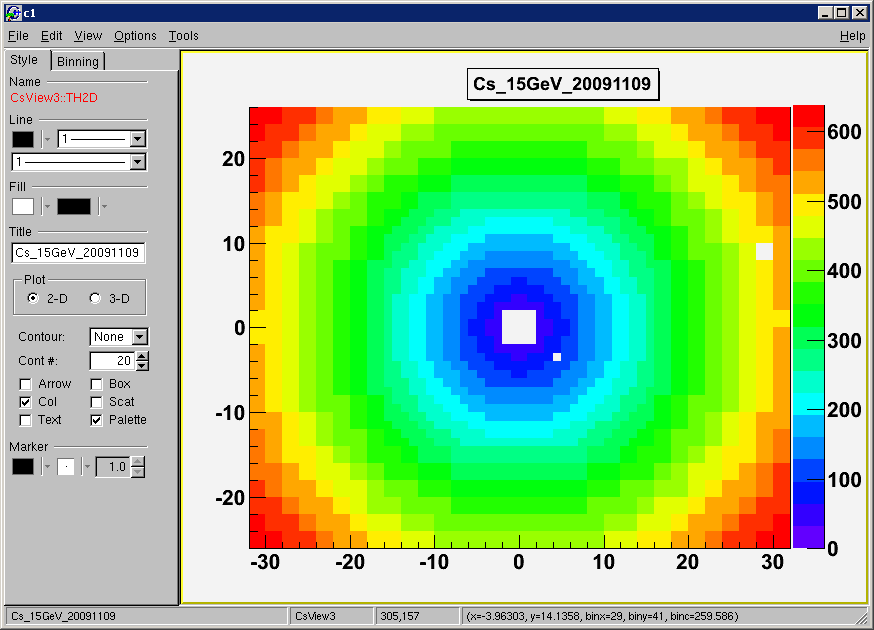 c1
File Edit View Options Tools Help
Style Binning
Name
CsView3::TH2D
Line
1
1
Fill
Title
Cs_15GeV_20091109
Plot
2-D 3-D
Contour: None
Cont #: 20
Arrow Box
Col Scat
Text Palette
Marker
1.0
Cs_15GeV_20091109
20
10
0
-10
-20
-30 -20 -10 0 10 20 30
600
500
400
300
200
100
0
Cs_15GeV_20091109 CsView3 305,157 (x=-3.96303, y=14.1358, binx=29, biny=41, binc=259.586)